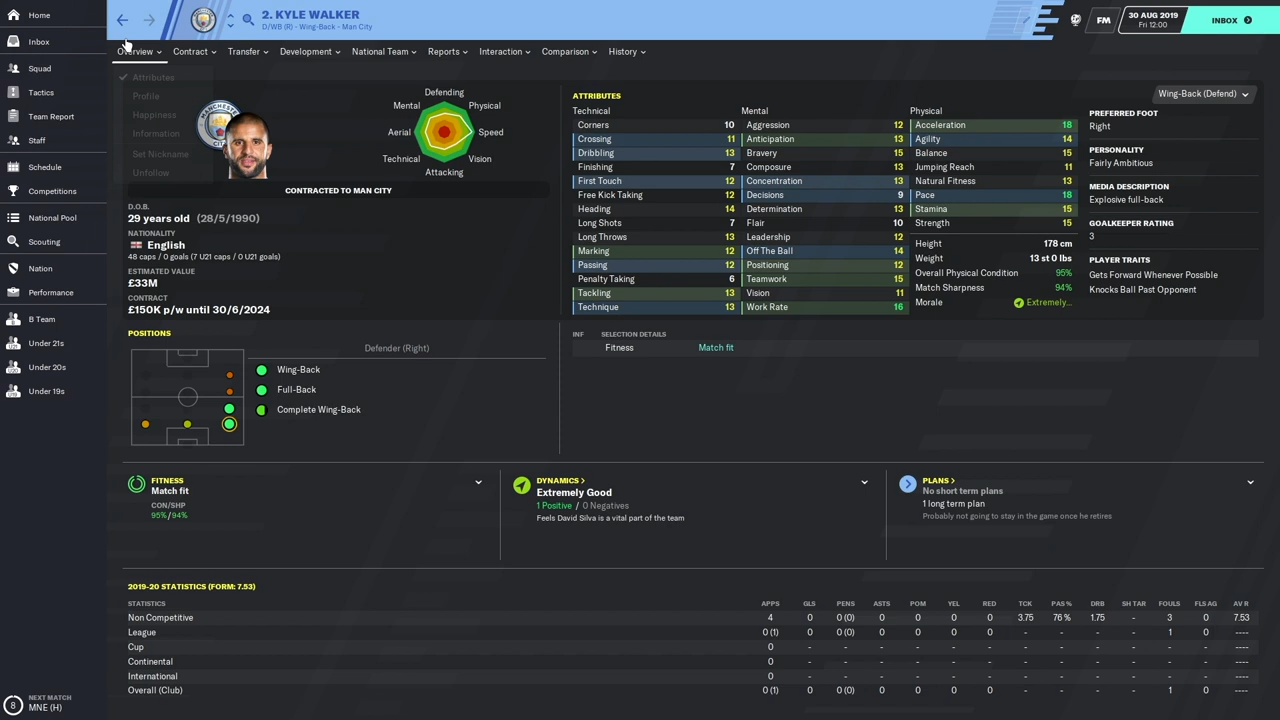 Home
Inbox
Squad
Tactics
Team Report
Staff
Schedule
Competitions
National Pool
Scouting
Nation
Performance
B Team
Under 21s
Under 20s
Under 19s
8
NEXT MATCH
MNE (H)
2. KYLE WALKER
D/WB (R) - Wing-Back - Man City
FM
30 AUG 2019
Fri 12:00
INBOX
Overview Contract Transfer Development National Team Reports Interaction Comparison History
Attributes
Profile
Happiness
Information
Set Nickname
Unfollow
Defending
Mental Physical
Aerial Speed
Technical Vision
Attacking
CONTRACTED TO MAN CITY
D.O.B.
29 years old (28/5/1990)
NATIONALITY
English
48 caps / 0 goals (7 U21 caps / 0 U21 goals)
ESTIMATED VALUE
£33M
CONTRACT
£150K p/w until 30/6/2024
ATTRIBUTES
Wing-Back (Defend)
Technical
Corners 10
Crossing 11
Dribbling 13
Finishing 7
First Touch 12
Free Kick Taking 12
Heading 14
Long Shots 7
Long Throws 13
Marking 12
Passing 12
Penalty Taking 6
Tackling 13
Technique 13
Mental
Aggression 12
Anticipation 13
Bravery 15
Composure 13
Concentration 13
Decisions 9
Determination 13
Flair 10
Leadership 12
Off The Ball 14
Positioning 12
Teamwork 15
Vision 11
Work Rate 16
Physical
Acceleration 18
Agility 14
Balance 15
Jumping Reach 11
Natural Fitness 13
Pace 18
Stamina 15
Strength 15
Height 178 cm
Weight 13 st 0 lbs
Overall Physical Condition 95%
Match Sharpness 94%
Morale Extremely...
PREFERRED FOOT
Right
PERSONALITY
Fairly Ambitious
MEDIA DESCRIPTION
Explosive full-back
GOALKEEPER RATING
3
PLAYER TRAITS
Gets Forward Whenever Possible
Knocks Ball Past Opponent
POSITIONS
Defender (Right)
Wing-Back
Full-Back
Complete Wing-Back
INF SELECTION DETAILS
Fitness Match fit
FITNESS
Match fit
CON/SHP
95%/94%
DYNAMICS >
Extremely Good
1 Positive / 0 Negatives
Feels David Silva is a vital part of the team
PLANS >
No short term plans
1 long term plan
Probably not going to stay in the game once he retires
2019-20 STATISTICS (FORM: 7.53)
STATISTICS APPS GLS PENS ASTS POM YEL RED TCK PAS % DRB SH TAR FOULS FLS AG AV R
Non Competitive 4 0 0 (0) 0 0 0 0 3.75 76 % 1.75 - 3 0 7.53
League 0 (1) 0 0 (0) 0 0 0 0 - - - - 1 0 ----
Cup 0 - - - - - - - - - - - - ----
Continental 0 - - - - - - - - - - - - ----
International 0 - - - - - - - - - - - - ----
Overall (Club) 0 (1) 0 0 (0) 0 0 0 0 - - - - 1 0 ----